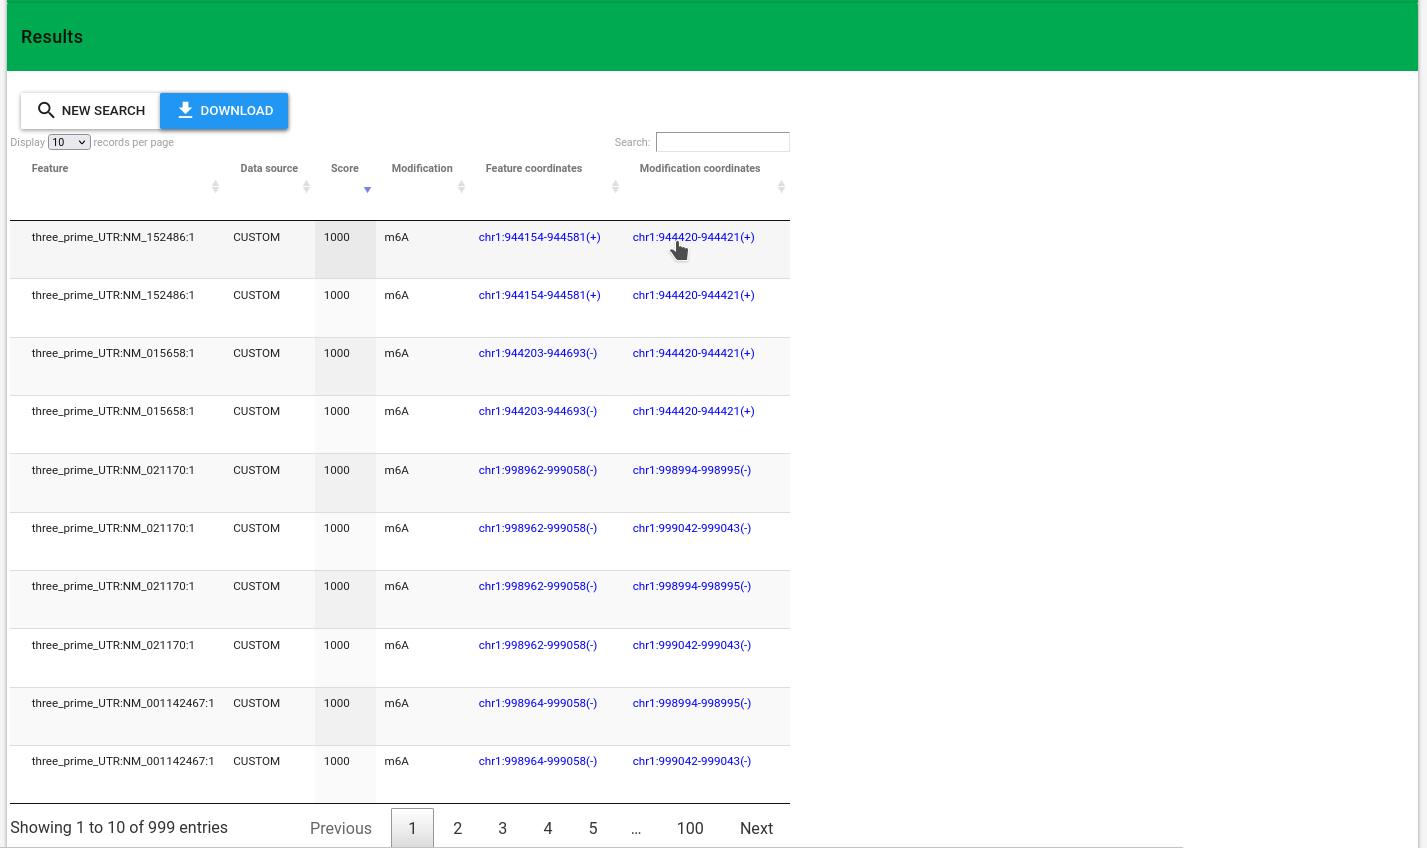 Results
NEW SEARCH DOWNLOAD
Display 10 records per page Search:
Feature Data source Score Modification Feature coordinates Modification coordinates
three_prime_UTR:NM_152486:1 CUSTOM 1000 m6A chr1:944154-944581(+) chr1:944420-944421(+)
three_prime_UTR:NM_152486:1 CUSTOM 1000 m6A chr1:944154-944581(+) chr1:944420-944421(+)
three_prime_UTR:NM_015658:1 CUSTOM 1000 m6A chr1:944203-944693(-) chr1:944420-944421(+)
three_prime_UTR:NM_015658:1 CUSTOM 1000 m6A chr1:944203-944693(-) chr1:944420-944421(+)
three_prime_UTR:NM_021170:1 CUSTOM 1000 m6A chr1:998962-999058(-) chr1:998994-998995(-)
three_prime_UTR:NM_021170:1 CUSTOM 1000 m6A chr1:998962-999058(-) chr1:999042-999043(-)
three_prime_UTR:NM_021170:1 CUSTOM 1000 m6A chr1:998962-999058(-) chr1:998994-998995(-)
three_prime_UTR:NM_021170:1 CUSTOM 1000 m6A chr1:998962-999058(-) chr1:999042-999043(-)
three_prime_UTR:NM_001142467:1 CUSTOM 1000 m6A chr1:998964-999058(-) chr1:998994-998995(-)
three_prime_UTR:NM_001142467:1 CUSTOM 1000 m6A chr1:998964-999058(-) chr1:999042-999043(-)
Showing 1 to 10 of 999 entries Previous 1 2 3 4 5 … 100 Next